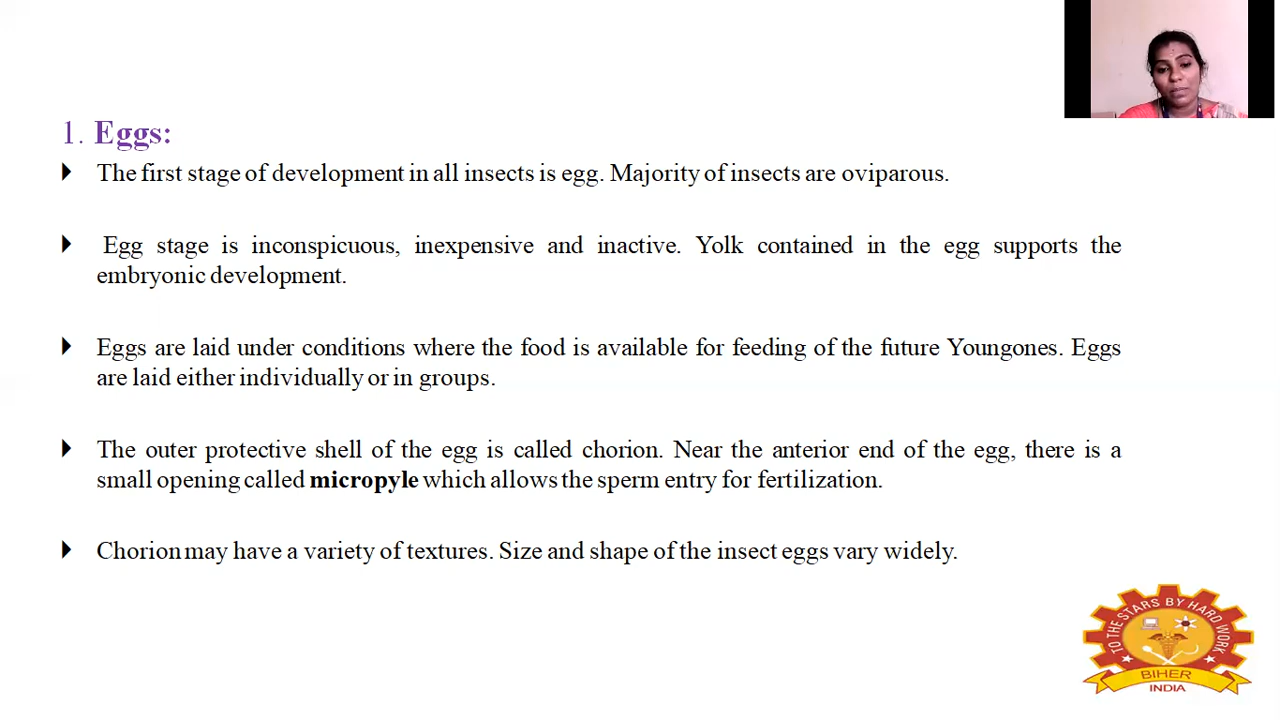 1. Eggs:
The first stage of development in all insects is egg. Majority of insects are oviparous.
Egg stage is inconspicuous, inexpensive and inactive. Yolk contained in the egg supports the
embryonic development.
Eggs are laid under conditions where the food is available for feeding of the future Youngones. Eggs
are laid either individually or in groups.
The outer protective shell of the egg is called chorion. Near the anterior end of the egg, there is a
small opening called micropyle which allows the sperm entry for fertilization.
Chorion may have a variety of textures. Size and shape of the insect eggs vary widely.
TO THE STARS BY HARD WORK
BIHER
INDIA